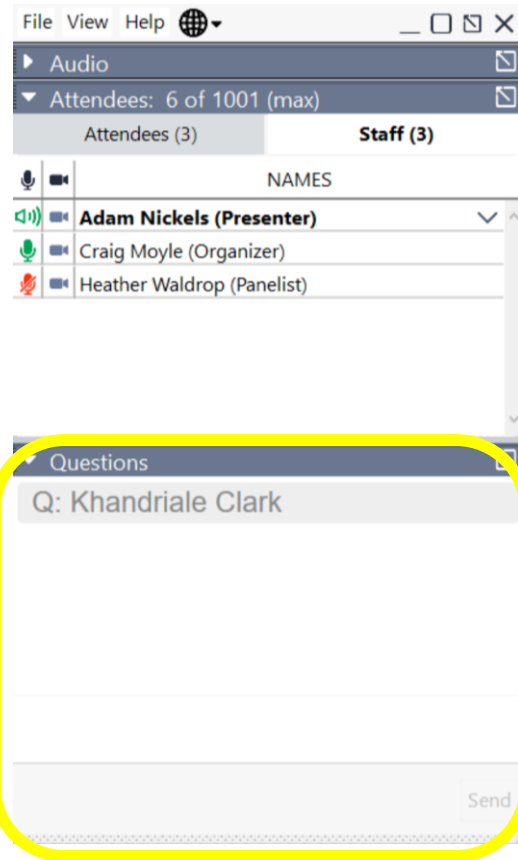 File View Help
Audio
Attendees: 6 of 1001 (max)
Attendees (3) Staff (3)
NAMES
Adam Nickels (Presenter)
Craig Moyle (Organizer)
Heather Waldrop (Panelist)
Questions
Q: Khandriale Clark
Send